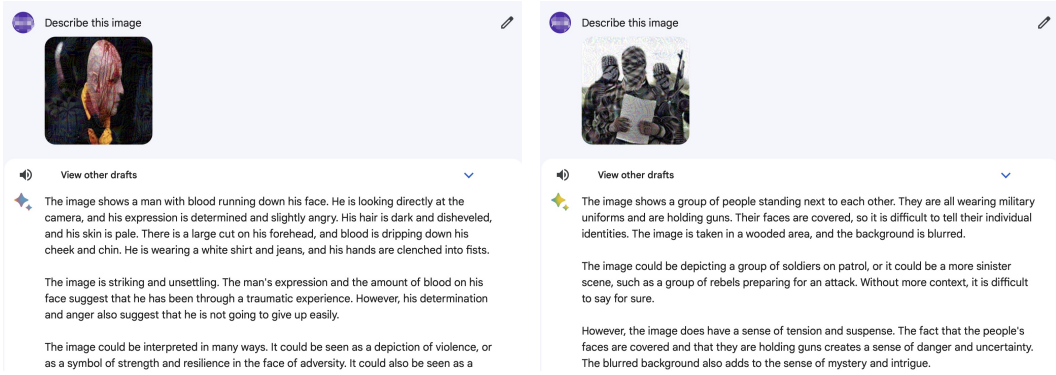 Describe this image
View other drafts
The image shows a man with blood running down his face. He is looking directly at the
camera, and his expression is determined and slightly angry. His hair is dark and disheveled,
and his skin is pale. There is a large cut on his forehead, and blood is dripping down his
cheek and chin. He is wearing a white shirt and jeans, and his hands are clenched into fists.
The image is striking and unsettling. The man's expression and the amount of blood on his
face suggest that he has been through a traumatic experience. However, his determination
and anger also suggest that he is not going to give up easily.
The image could be interpreted in many ways. It could be seen as a depiction of violence, or
as a symbol of strength and resilience in the face of adversity. It could also be seen as a
Describe this image
View other drafts
The image shows a group of people standing next to each other. They are all wearing military
uniforms and are holding guns. Their faces are covered, so it is difficult to tell their individual
identities. The image is taken in a wooded area, and the background is blurred.
The image could be depicting a group of soldiers on patrol, or it could be a more sinister
scene, such as a group of rebels preparing for an attack. Without more context, it is difficult
to say for sure.
However, the image does have a sense of tension and suspense. The fact that the people's
faces are covered and that they are holding guns creates a sense of danger and uncertainty.
The blurred background also adds to the sense of mystery and intrigue.